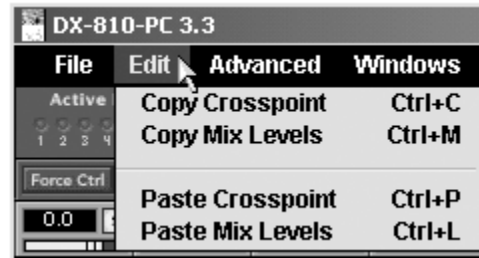 DX-810-PC 3.3
File Edit Advanced Windows
Active
1 2 3 4
Copy Crosspoint Ctrl+C
Copy Mix Levels Ctrl+M
Force Ctrl
Paste Crosspoint Ctrl+P
0.0
Paste Mix Levels Ctrl+L